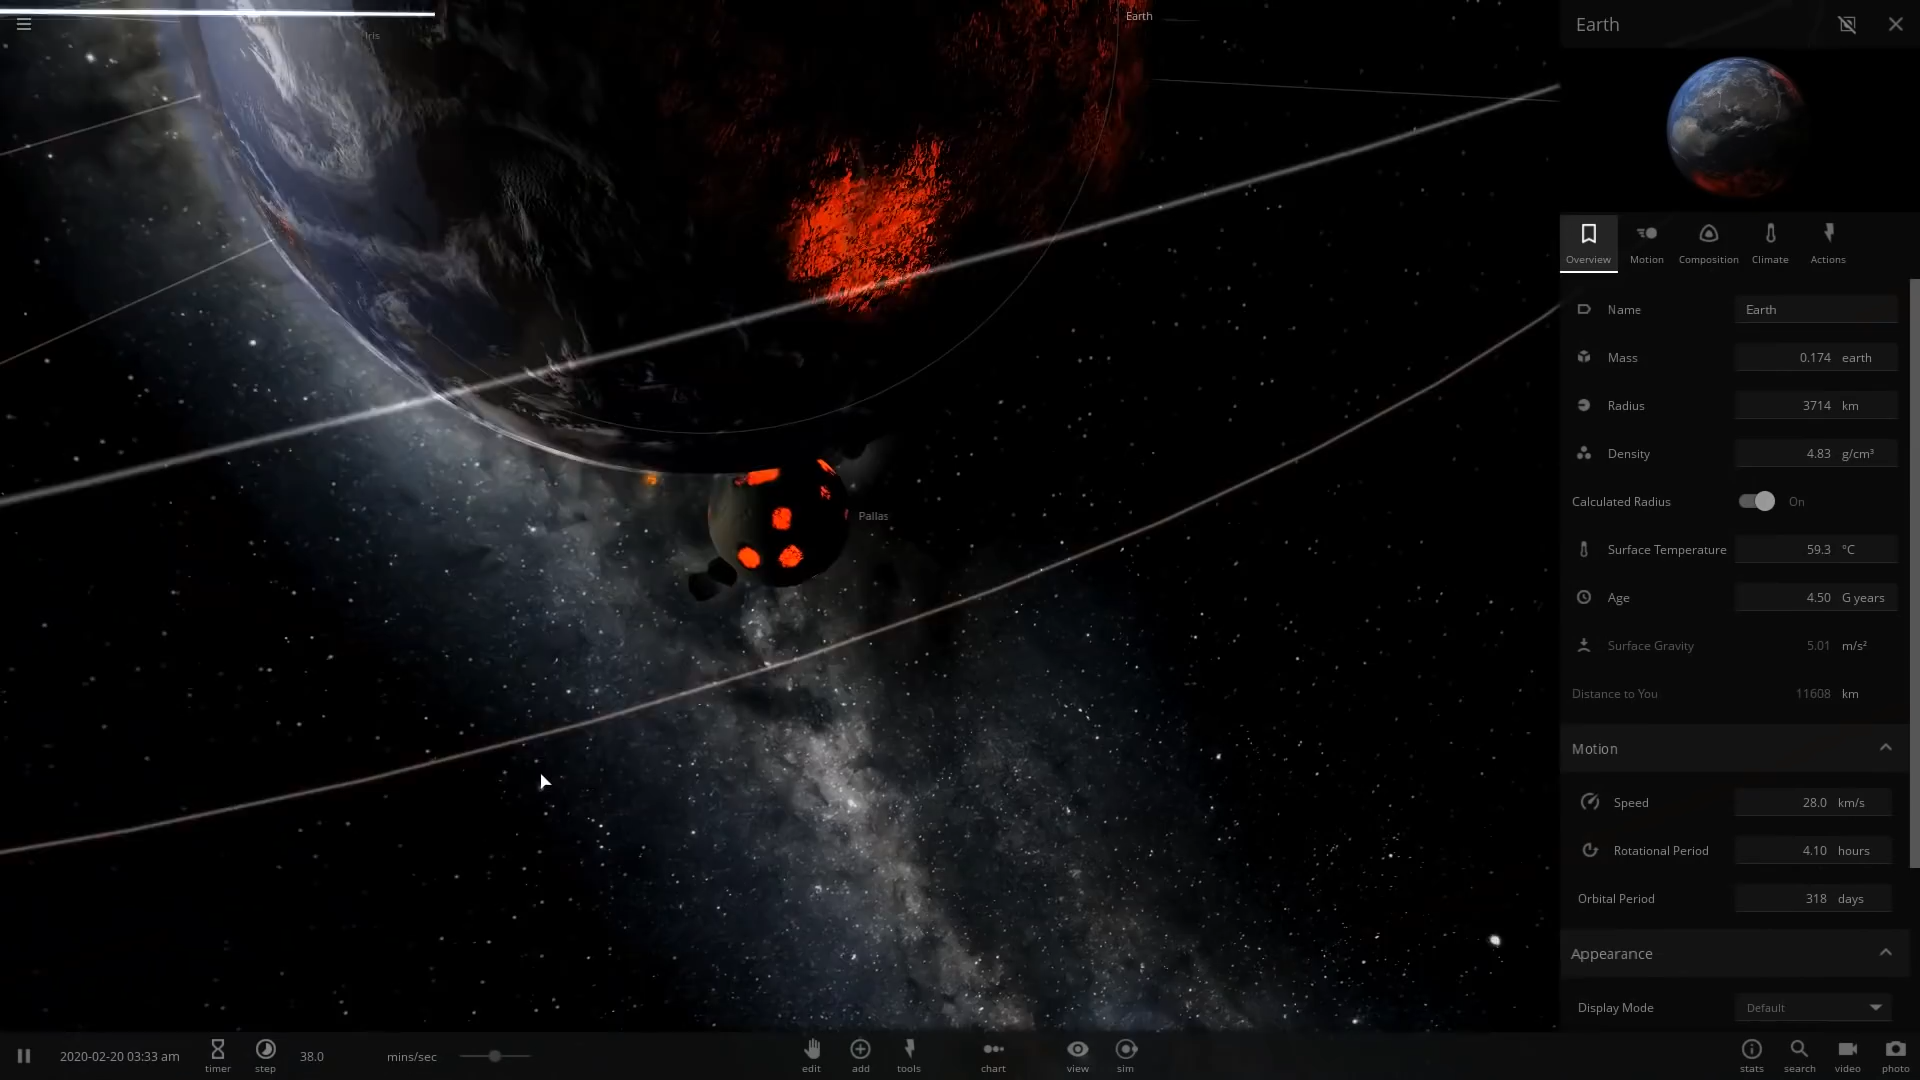 Iris
Earth
Pallas
Earth
Overview
Motion
Composition
Climate
Actions
Name Earth
Mass 0.174 earth
Radius 3714 km
Density 4.83 g/cm³
Calculated Radius On
Surface Temperature 59.3 °C
Age 4.50 G years
Surface Gravity 5.01 m/s²
Distance to You 11608 km
Motion
Speed 28.0 km/s
Rotational Period 4.10 hours
Orbital Period 318 days
Appearance
Display Mode Default
2020-02-20 03:33 am
timer
step
38.0 mins/sec
edit
add
tools
chart
view
sim
stats
search
video
photo